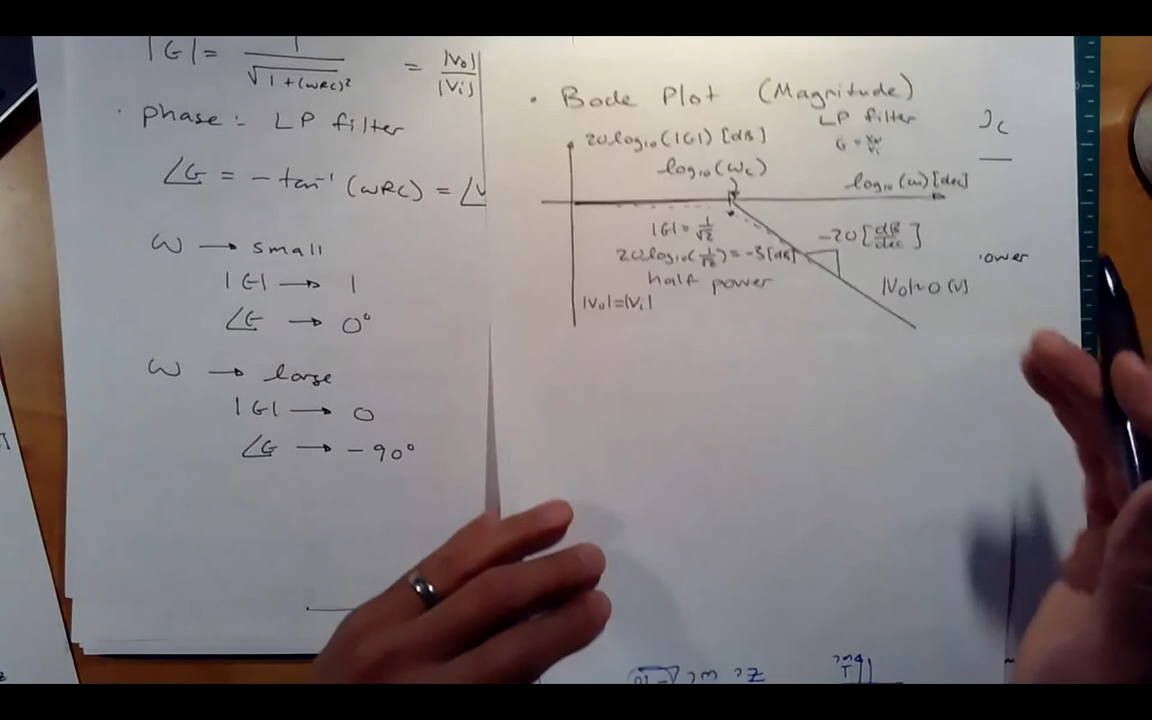 |G| = 1 / √1+(ωRC)² = |Vo| / |Vi|
· phase: LP filter
∠G = -tan⁻¹(ωRC) = ∠V
ω → small
|G| → 1
∠G → 0°
ω → large
|G| → 0
∠G → -90°
· Bode Plot (Magnitude)
LP filter
G = Vo/Vi
20log₁₀(|G|) [dB]
log₁₀(ωc)
log₁₀(ω) [dec]
|G| = 1/√2
20log₁₀(1/√2) = -3[dB]
half power
-20 [dB/dec]
|Vo| = |Vi|
|Vo| ≈ 0 (V)
ower